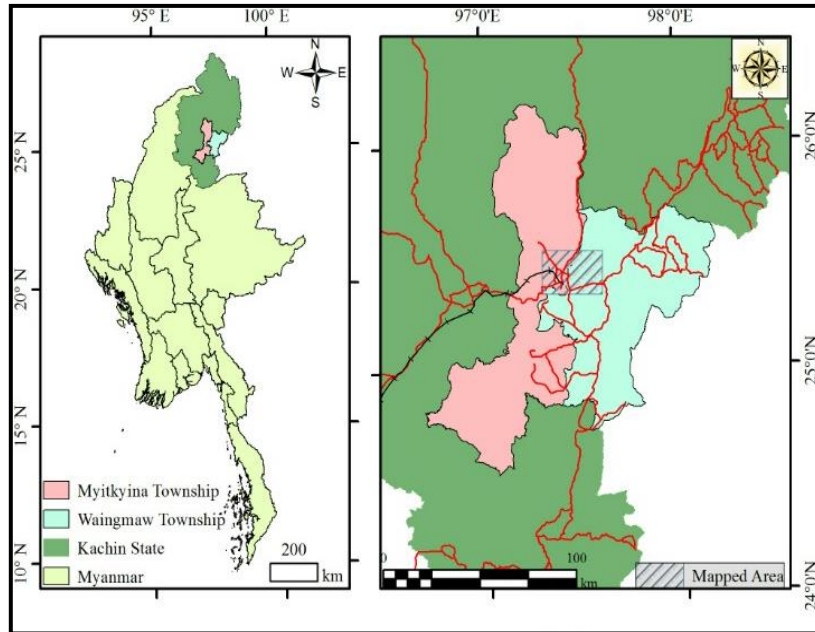 95° E 100° E
97°0'E 98°0'E
N
W E
S
N
W E
S
25° N
20° N
15° N
10° N
26°0'N
25°0'N
24°0'N
Myitkyina Township
Waingmaw Township
Kachin State
Myanmar
200
km
0 100
km
Mapped Area